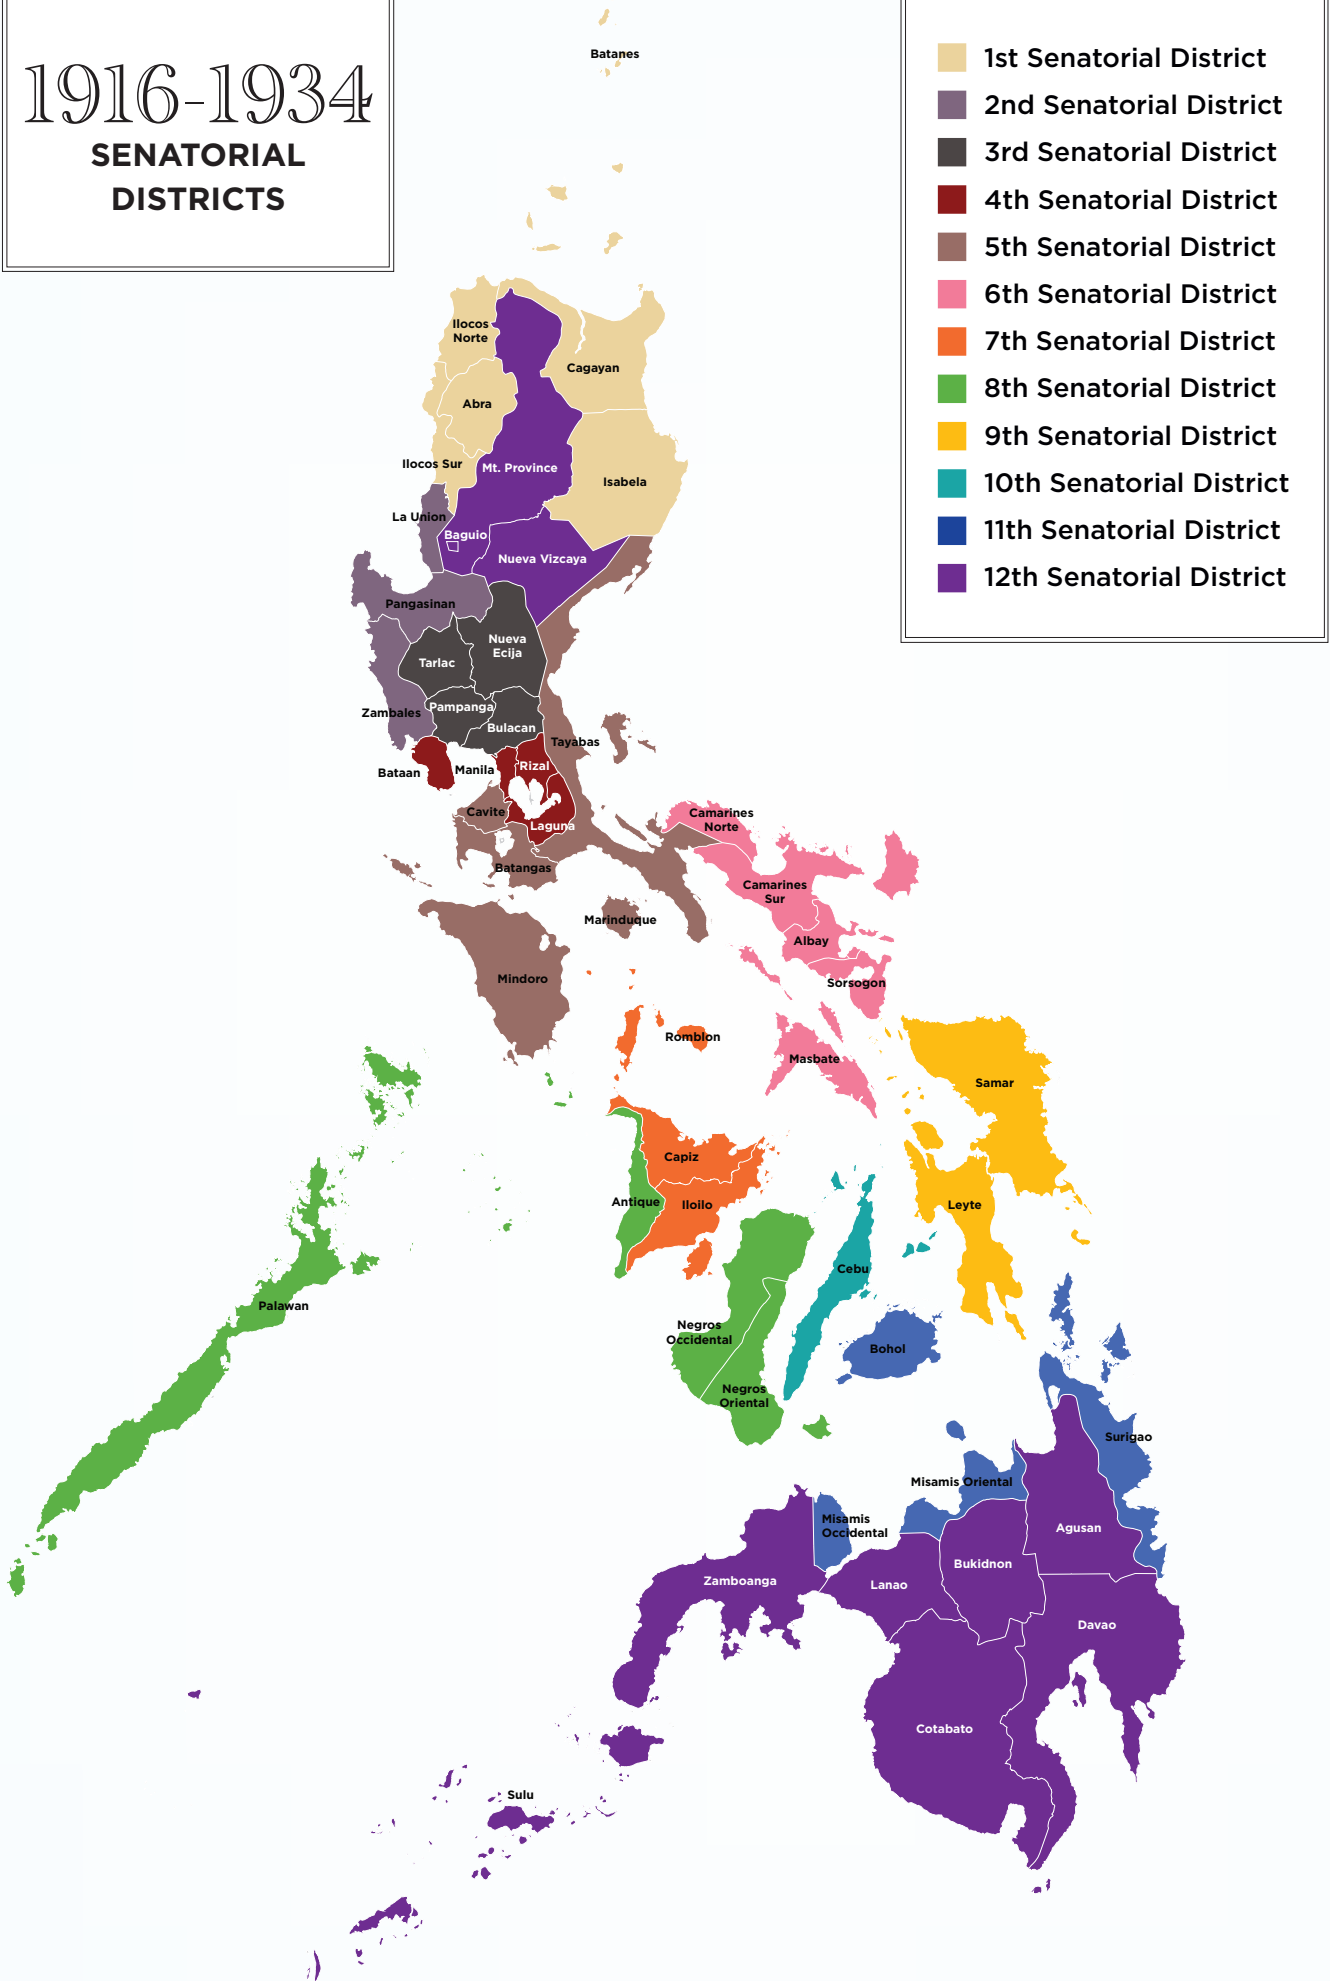 1916-1934
SENATORIAL
DISTRICTS
1st Senatorial District
2nd Senatorial District
3rd Senatorial District
4th Senatorial District
5th Senatorial District
6th Senatorial District
7th Senatorial District
8th Senatorial District
9th Senatorial District
10th Senatorial District
11th Senatorial District
12th Senatorial District
Batanes
Ilocos
Norte
Cagayan
Abra
Ilocos Sur
Mt. Province
Isabela
La Union
Baguio
Nueva Vizcaya
Pangasinan
Nueva
Ecija
Tarlac
Pampanga
Zambales
Bulacan
Tayabas
Bataan
Manila
Rizal
Cavite
Laguna
Camarines
Norte
Batangas
Camarines
Sur
Marinduque
Albay
Mindoro
Sorsogon
Romblon
Masbate
Samar
Capiz
Antique
Iloilo
Leyte
Cebu
Palawan
Negros
Occidental
Bohol
Negros
Oriental
Surigao
Misamis Oriental
Misamis
Occidental
Agusan
Bukidnon
Zamboanga
Lanao
Davao
Cotabato
Sulu